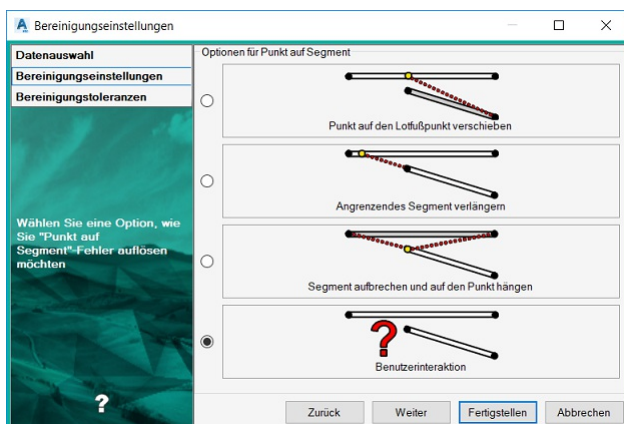 Bereinigungseinstellungen
Datenauswahl
Bereinigungseinstellungen
Bereinigungstoleranzen
Wählen Sie eine Option, wie
Sie "Punkt auf
Segment"-Fehler auflösen
möchten
?
Optionen für Punkt auf Segment
Punkt auf den Lotfußpunkt verschieben
Angrenzendes Segment verlängern
Segment aufbrechen und auf den Punkt hängen
?
Benutzerinteraktion
Zurück
Weiter
Fertigstellen
Abbrechen